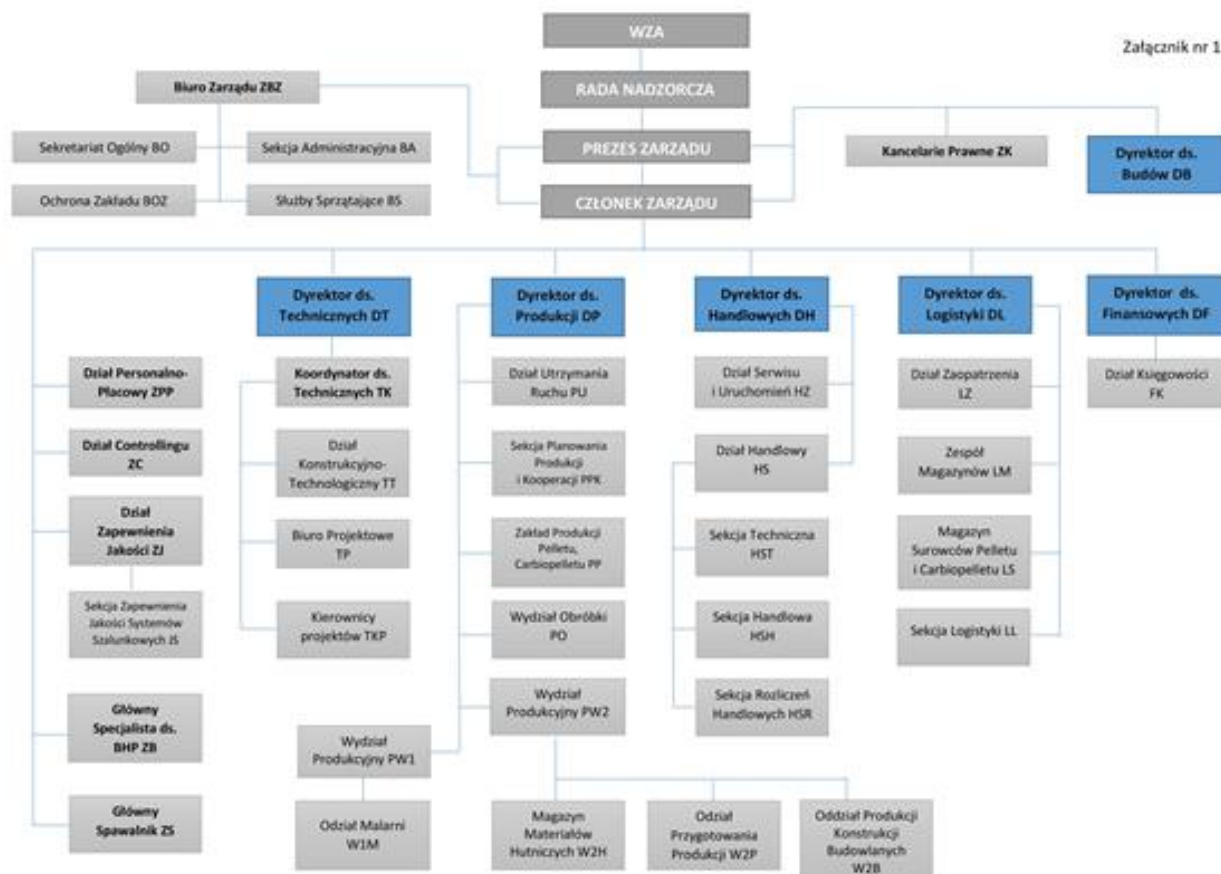 WZA
Załącznik nr 1
RADA NADZORCZA
Biuro Zarządu ZBZ
Sekretariat Ogólny BO
Sekcja Administracyjna BA
Ochrona Zakładu BOZ
Służby Sprzątające BS
PREZES ZARZĄDU
CZŁONEK ZARZĄDU
Kancelarie Prawne ZK
Dyrektor ds.
Budów DB
Dyrektor ds.
Technicznych DT
Dyrektor ds.
Produkcji DP
Dyrektor ds.
Handlowych DH
Dyrektor ds.
Logistyki DL
Dyrektor ds.
Finansowych DF
Dział Personalno-
Płacowy ZPP
Dział Controllingu
ZC
Dział
Zapewnienia
Jakości ZJ
Sekcja Zapewnienia
Jakości Systemów
Szalunkowych JS
Główny
Specjalista ds.
BHP ZB
Główny
Spawalnik ZS
Koordynator ds.
Technicznych TK
Dział
Konstrukcyjno-
Technologiczny TT
Biuro Projektowe
TP
Kierownicy
projektów TKP
Dział Utrzymania
Ruchu PU
Sekcja Planowania
Produkcji
i Kooperacji PPK
Zakład Produkcji
Pelletu,
Carbiopelletu PP
Wydział Obróbki
PO
Wydział
Produkcyjny PW2
Wydział
Produkcyjny PW1
Odział Malarni
W1M
Magazyn
Materiałów
Hutniczych W2H
Odział
Przygotowania
Produkcji W2P
Oddział Produkcji
Konstrukcji
Budowlanych
W2B
Dział Serwisu
i Uruchomień HZ
Dział Handlowy
HS
Sekcja Techniczna
HST
Sekcja Handlowa
HSH
Sekcja Rozliczeń
Handlowych HSR
Dział Zaopatrzenia
LZ
Zespół
Magazynów LM
Magazyn
Surowców Pelletu
i Carbiopelletu LS
Sekcja Logistyki LL
Dział Księgowości
FK